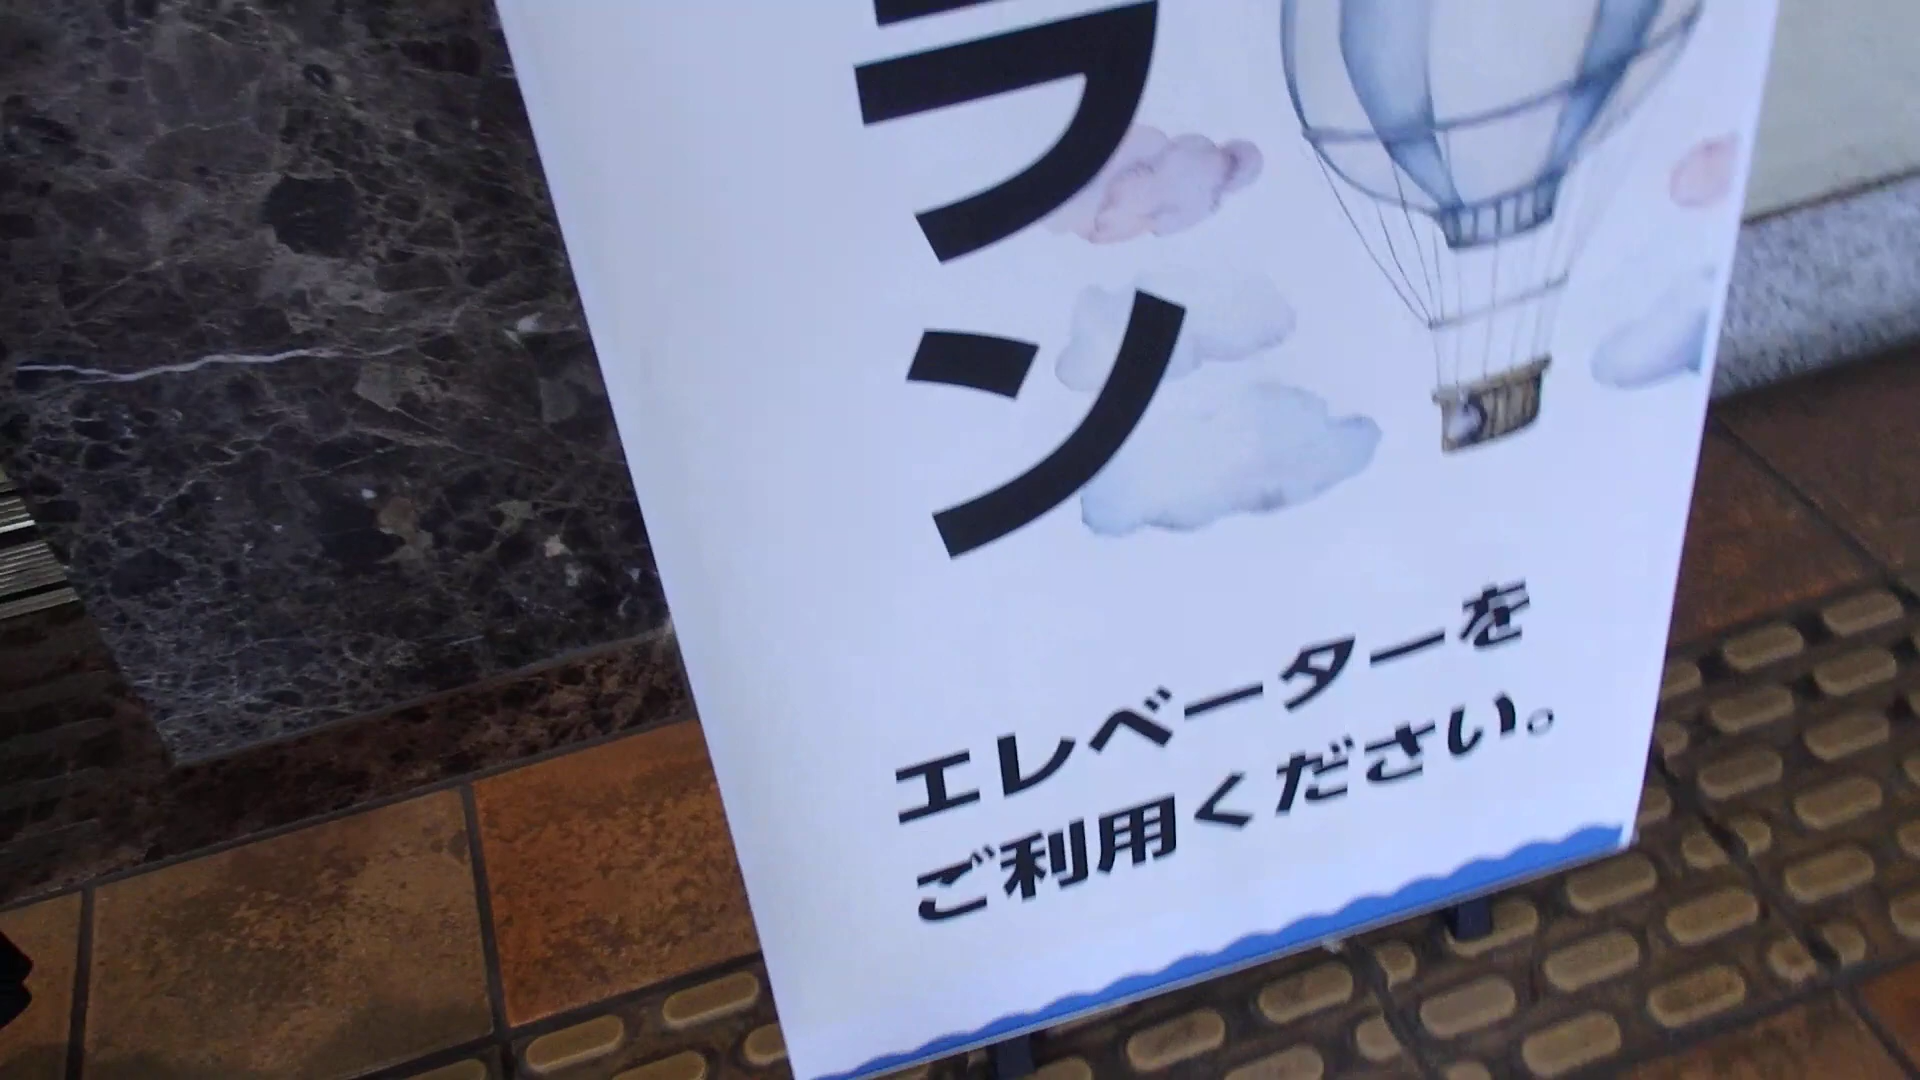 ラン
エレベーターを
ご利用ください。